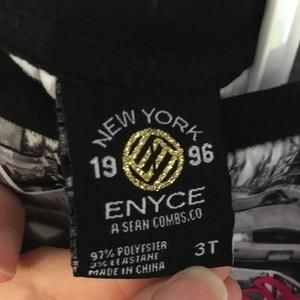 NEW YORK
19 96
ENYCE
A SEAN COMBS.CO
97% POLYESTER
3% ELASTANE
MADE IN CHINA
3T